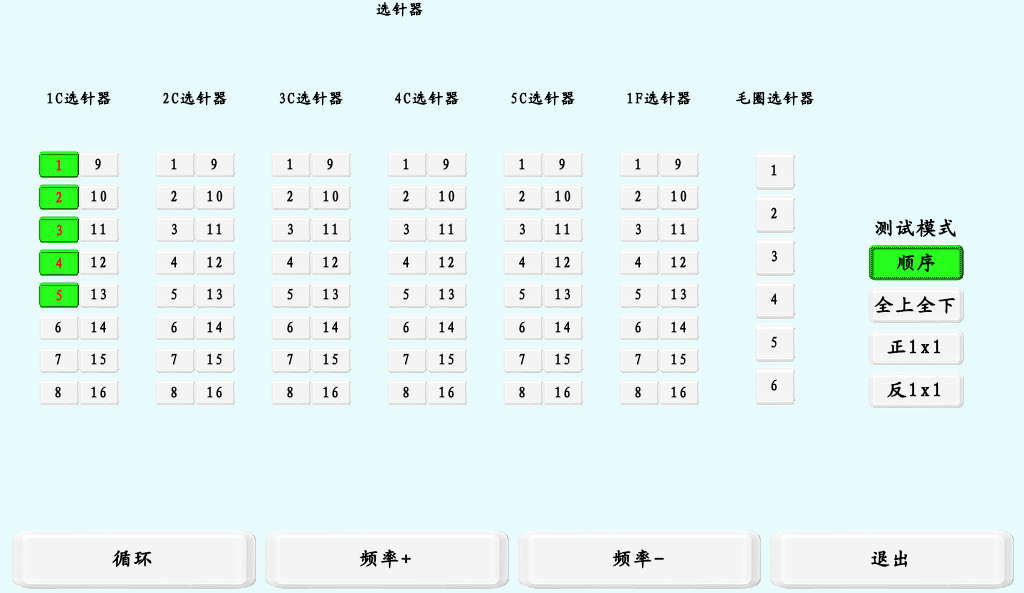 选针器
1C选针器 2C选针器 3C选针器 4C选针器 5C选针器 1F选针器 毛圈选针器
1 9 1 9 1 9 1 9 1 9 1 9 1
2 10 2 10 2 10 2 10 2 10 2 10 2
3 11 3 11 3 11 3 11 3 11 3 11 3
4 12 4 12 4 12 4 12 4 12 4 12 4
5 13 5 13 5 13 5 13 5 13 5 13 5
6 14 6 14 6 14 6 14 6 14 6 14 6
7 15 7 15 7 15 7 15 7 15 7 15
8 16 8 16 8 16 8 16 8 16 8 16
测试模式
顺序
全上全下
正1x1
反1x1
循环 频率+ 频率- 退出